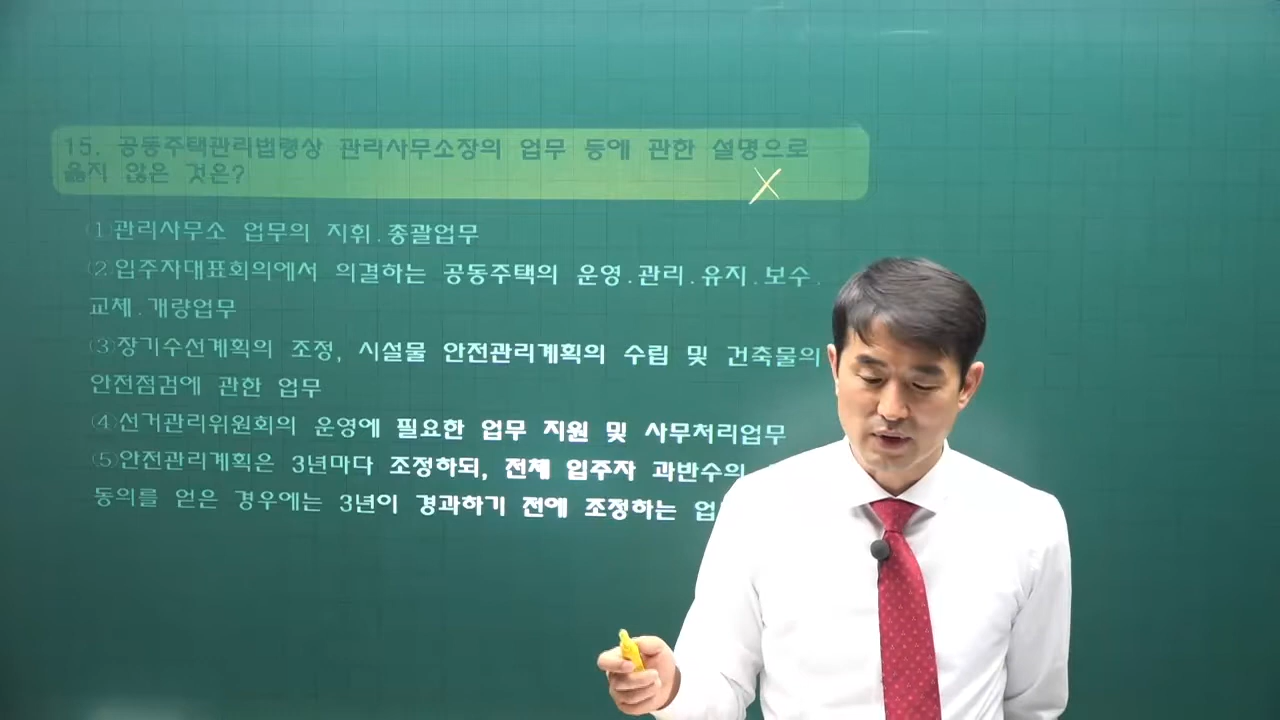 15. 공동주택관리법령상 관리사무소장의 업무 등에 관한 설명으로
옳지 않은 것은?
⑴관리사무소 업무의 지휘.총괄업무
⑵입주자대표회의에서 의결하는 공동주택의 운영.관리.유지.보수.
교체.개량업무
⑶장기수선계획의 조정, 시설물 안전관리계획의 수립 및 건축물의
안전점검에 관한 업무
⑷선거관리위원회의 운영에 필요한 업무 지원 및 사무처리업무
⑸안전관리계획은 3년마다 조정하되, 전체 입주자 과반수의
동의를 얻은 경우에는 3년이 경과하기 전에 조정하는